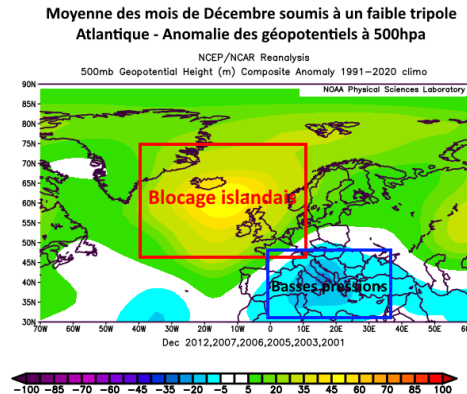 Moyenne des mois de Décembre soumis à un faible tripole
Atlantique - Anomalie des géopotentiels à 500hpa
NCEP/NCAR Reanalysis
500mb Geopotential Height (m) Composite Anomaly 1991-2020 climo
NOAA Physical Sciences Laboratory
90N
85N
80N
75N
70N
65N
60N
55N
50N
45N
40N
35N
30N
Blocage islandais
Basses pressions
70W 60W 50W 40W 30W 20W 10W 0 10E 20E 30E 40E 50E
Dec 2012,2007,2006,2005,2003,2001
-100 -85 -70 -60 -45 -35 -20 -5 5 20 35 45 60 70 85 100